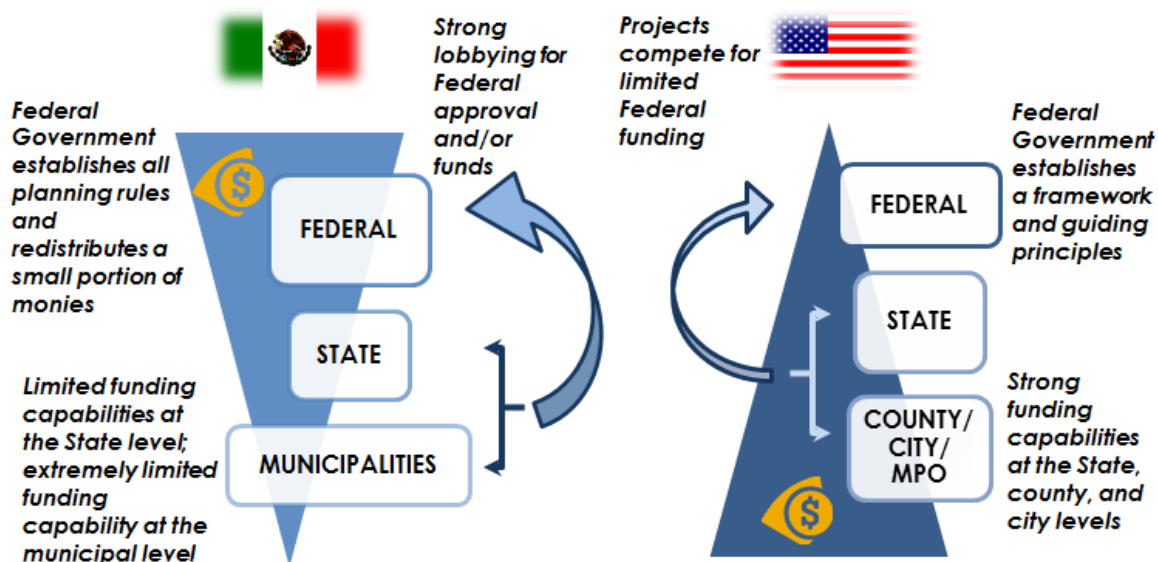 Strong
lobbying for
Federal
approval
and/or
funds
Federal
Government
establishes all
planning rules
and
redistributes a
small portion of
monies
$
FEDERAL
STATE
MUNICIPALITIES
Limited funding
capabilities at
the State level;
extremely limited
funding
capability at the
municipal level
Projects
compete for
limited
Federal
funding
Federal
Government
establishes
a framework
and guiding
principles
FEDERAL
STATE
COUNTY/
CITY/
MPO
$
Strong
funding
capabilities
at the State,
county, and
city levels